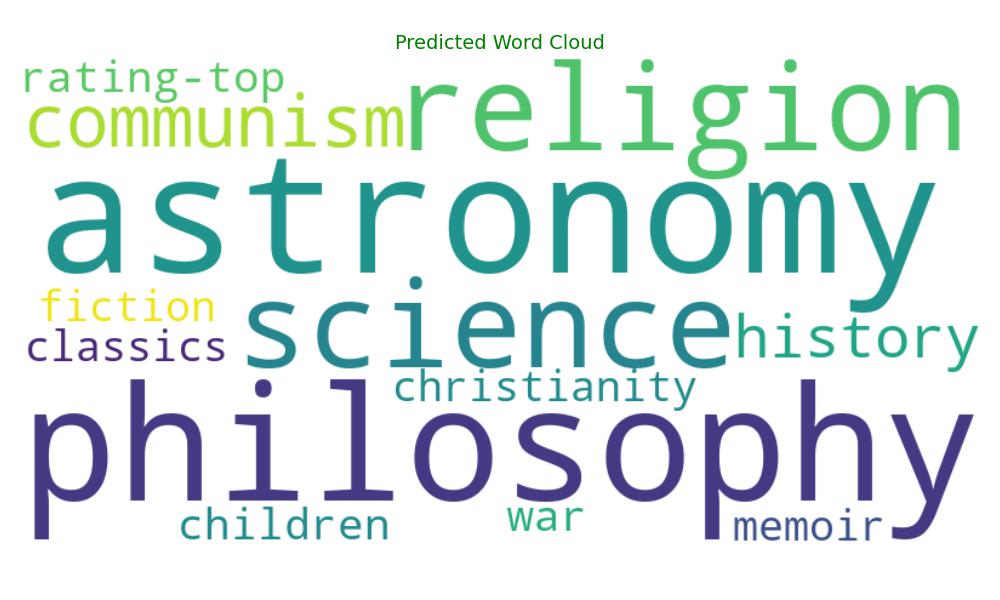 Predicted Word Cloud
rating-top
communism religion
astronomy
fiction
science history
classics
christianity
philosophy
children war memoir